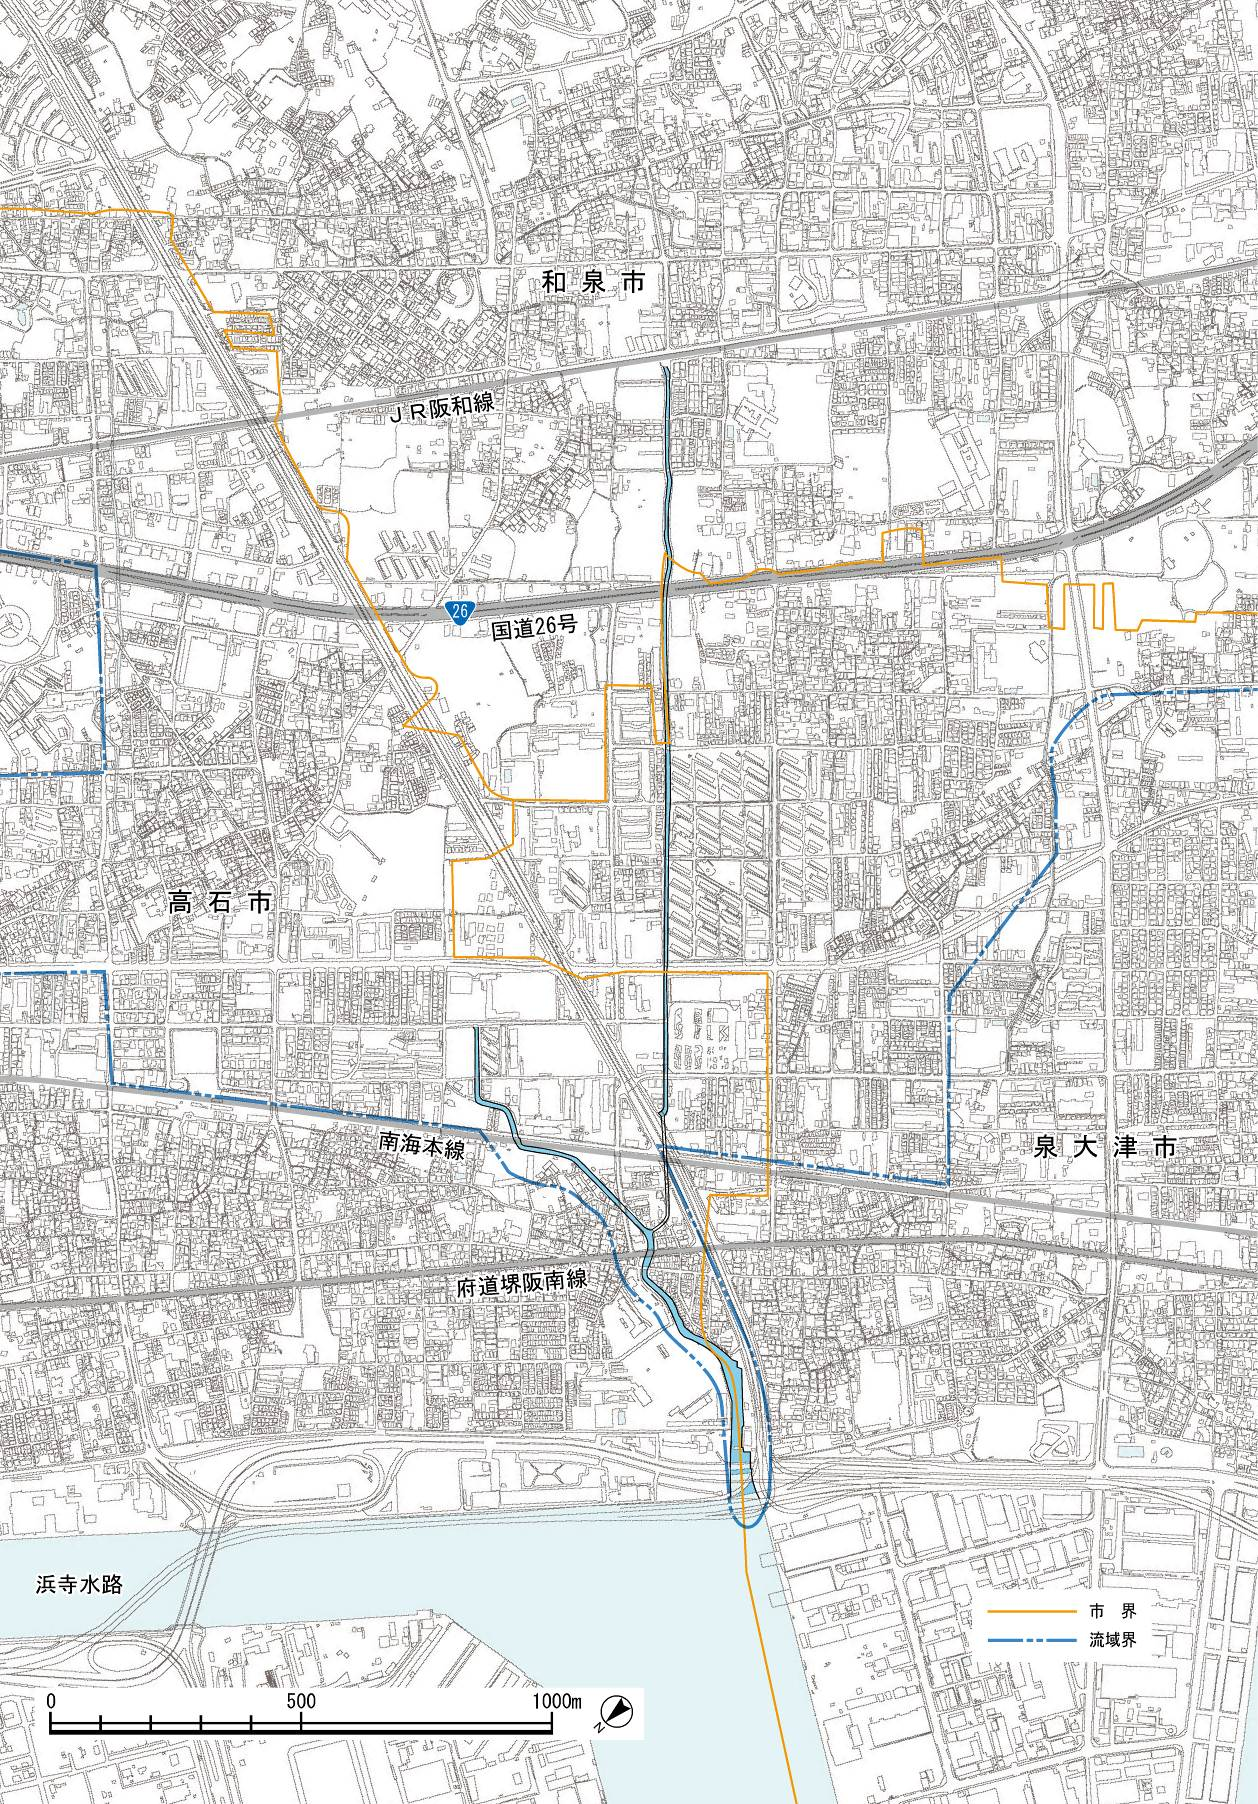 和泉市
JR阪和線
26
国道26号
高石市
南海本線
泉大津市
府道堺阪南線
浜寺水路
市 界
流域界
0 500 1000m
N